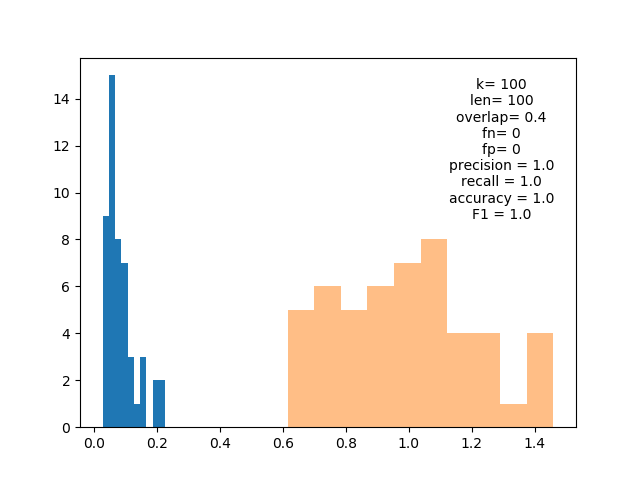 k= 100
len= 100
overlap= 0.4
fn= 0
fp= 0
precision = 1.0
recall = 1.0
accuracy = 1.0
F1 = 1.0
14
12
10
8
6
4
2
0
0.0 0.2 0.4 0.6 0.8 1.0 1.2 1.4